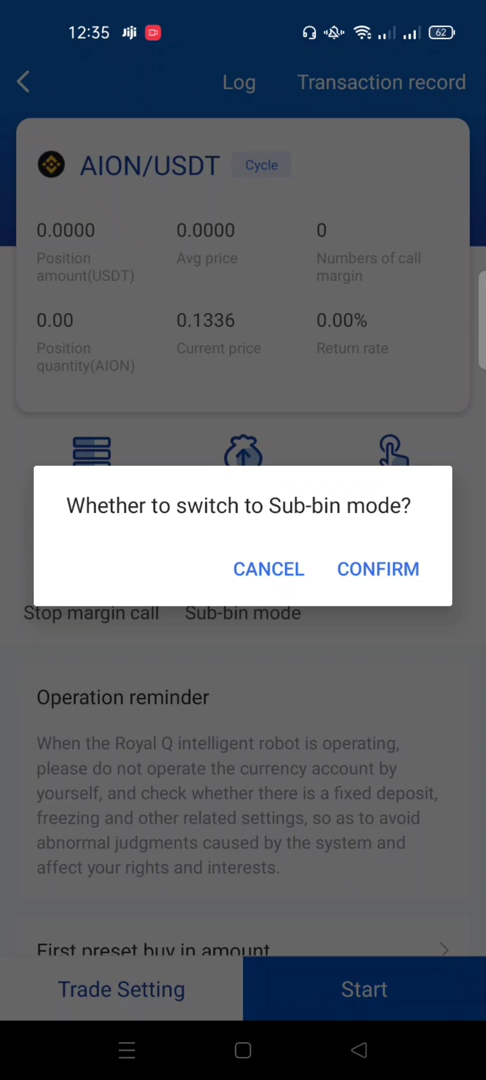 12:35 Jiji 62
Log Transaction record
AION/USDT Cycle
0.0000 0.0000 0
Position Avg price Numbers of call
amount(USDT) margin
0.00 0.1336 0.00%
Position Current price Return rate
quantity(AION)
Whether to switch to Sub-bin mode?
CANCEL CONFIRM
Stop margin call Sub-bin mode
Operation reminder
When the Royal Q intelligent robot is operating,
please do not operate the currency account by
yourself, and check whether there is a fixed deposit,
freezing and other related settings, so as to avoid
abnormal judgments caused by the system and
affect your rights and interests.
First preset buy in amount
Trade Setting Start